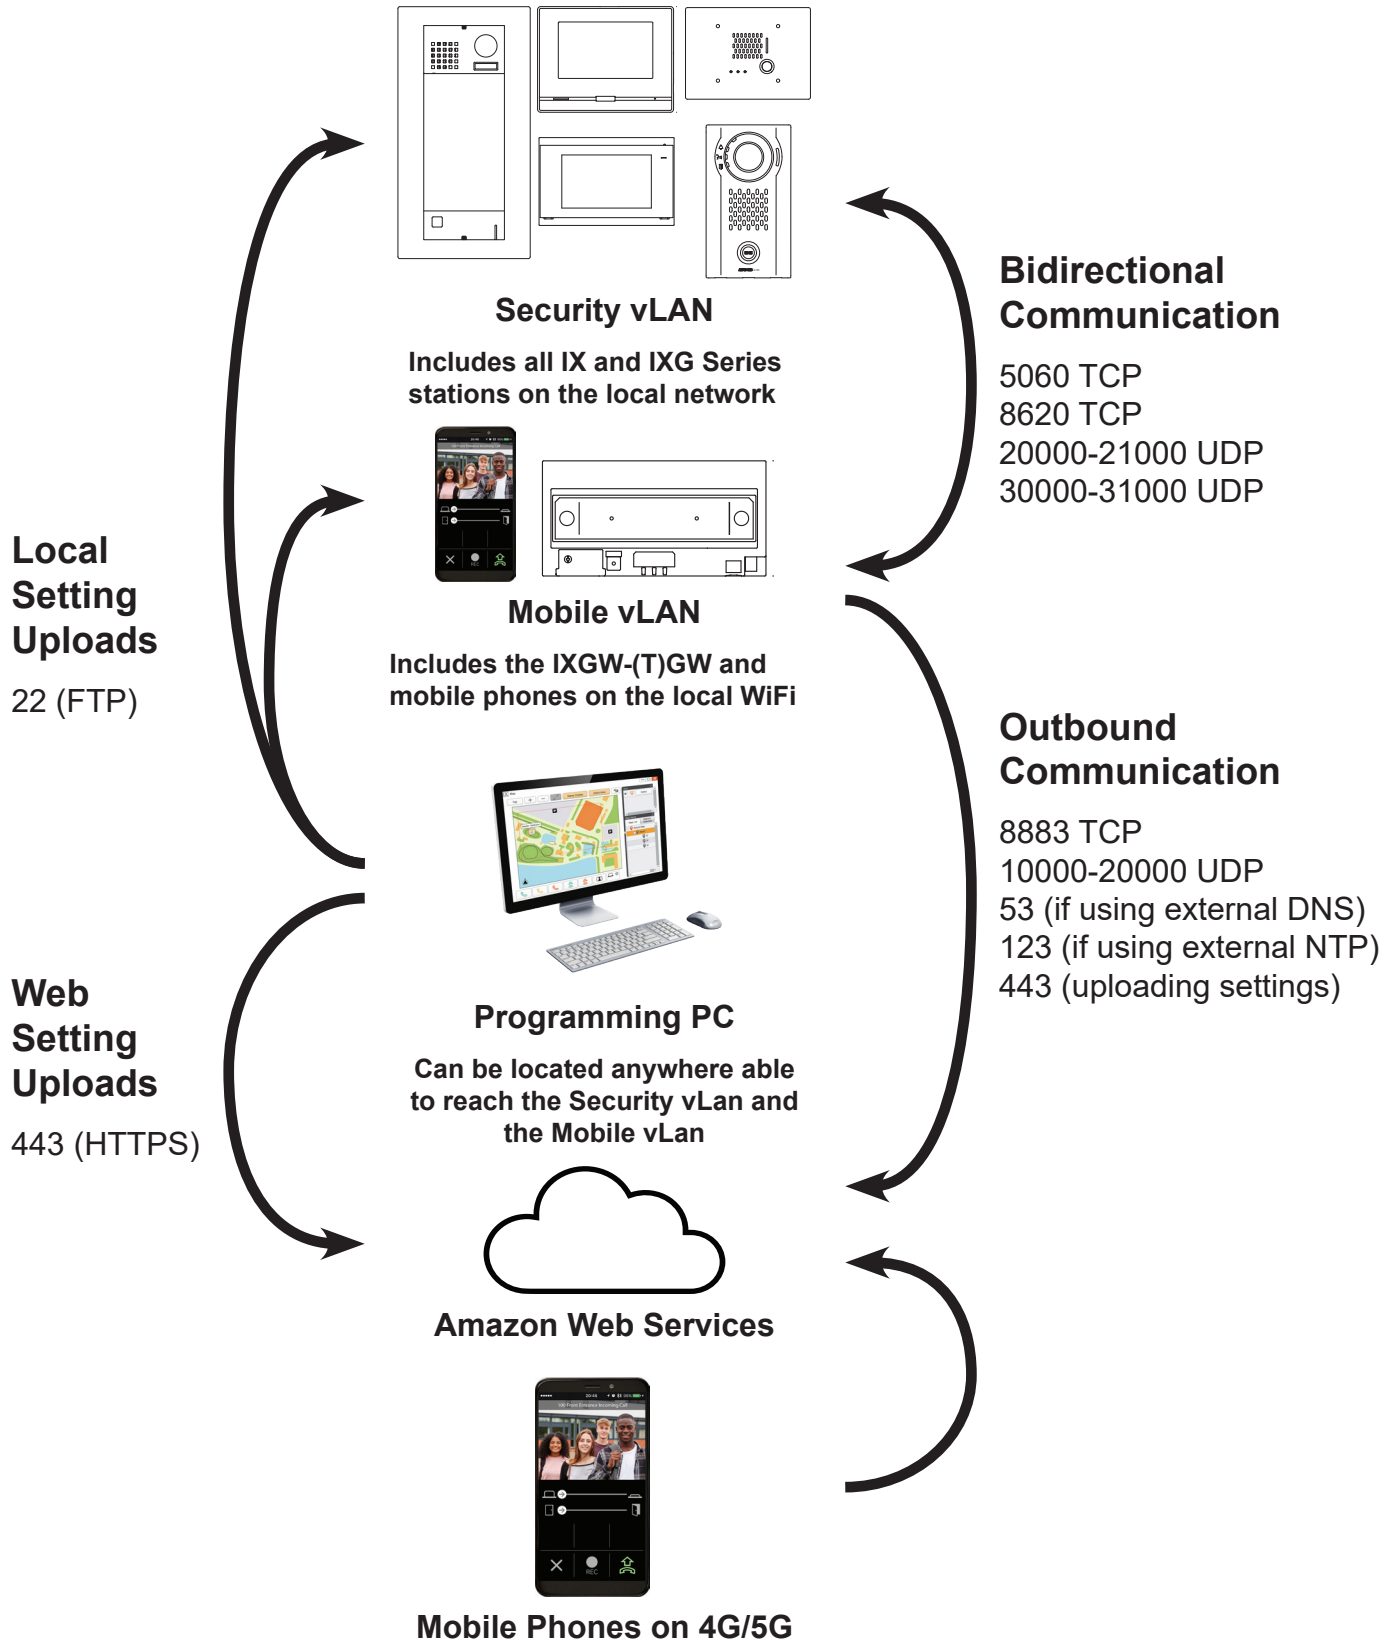 Security vLAN
Includes all IX and IXG Series
stations on the local network
Bidirectional
Communication
5060 TCP
8620 TCP
20000-21000 UDP
30000-31000 UDP
REC
Mobile vLAN
Includes the IXGW-(T)GW and
mobile phones on the local WiFi
Local
Setting
Uploads
22 (FTP)
Outbound
Communication
8883 TCP
10000-20000 UDP
53 (if using external DNS)
123 (if using external NTP)
443 (uploading settings)
Programming PC
Can be located anywhere able
to reach the Security vLan and
the Mobile vLan
Web
Setting
Uploads
443 (HTTPS)
Amazon Web Services
REC
Mobile Phones on 4G/5G